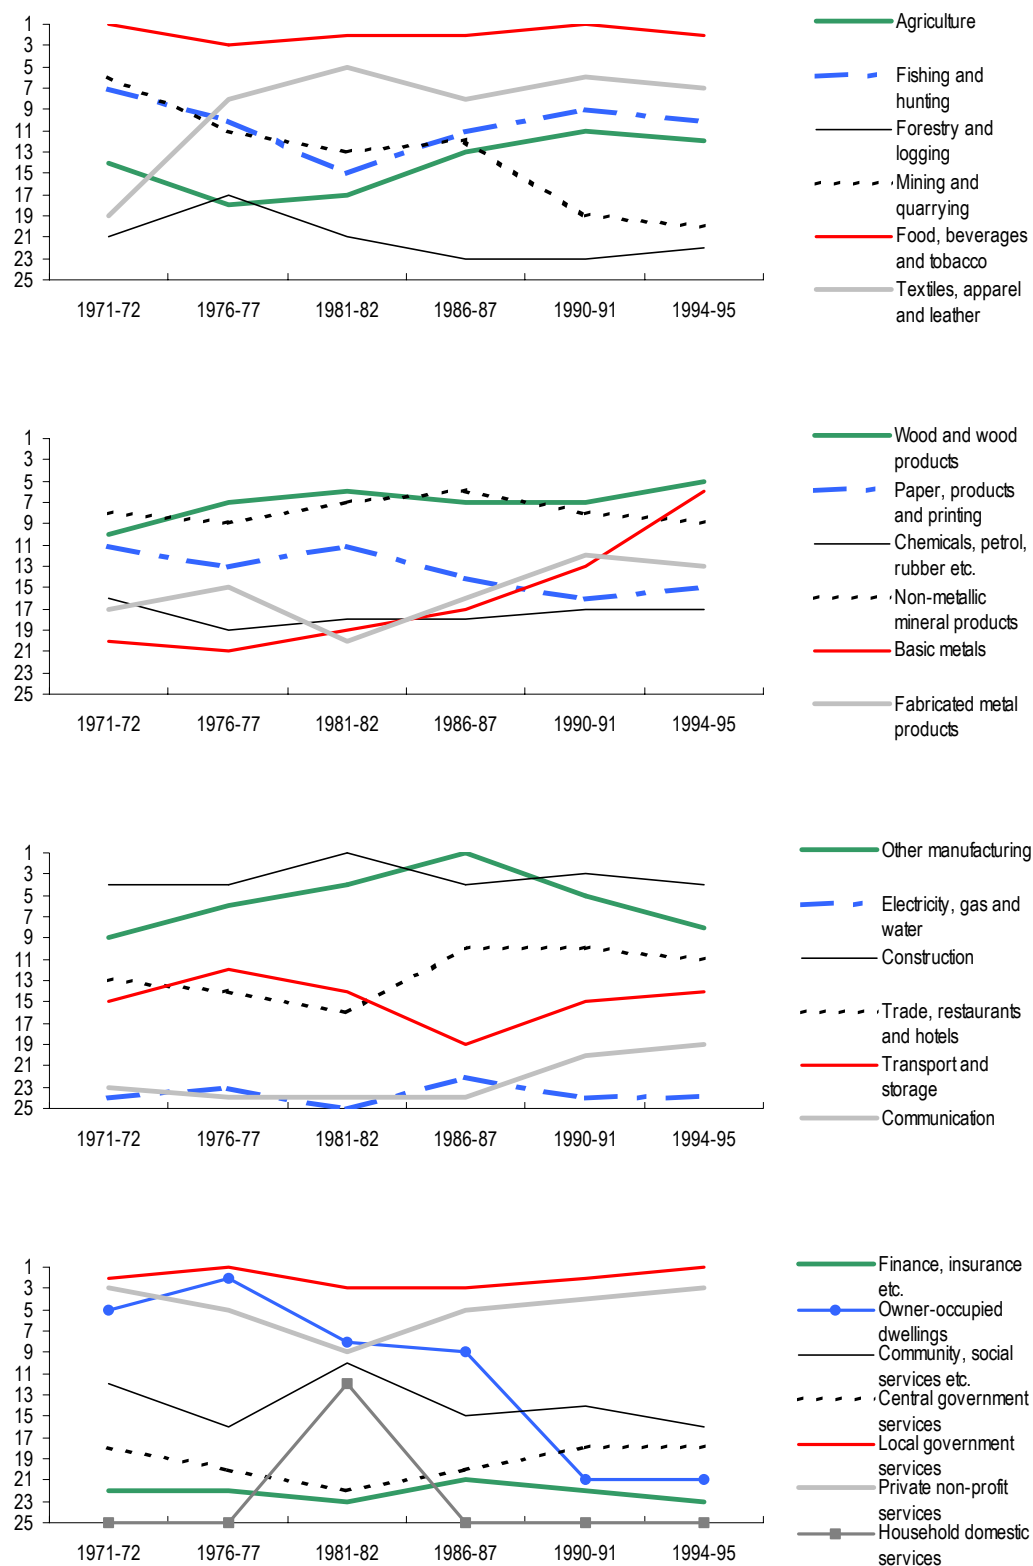 1
3
5
7
9
11
13
15
17
19
21
23
25
1971-72 1976-77 1981-82 1986-87 1990-91 1994-95
Agriculture
Fishing and
hunting
Forestry and
logging
Mining and
quarrying
Food, beverages
and tobacco
Textiles, apparel
and leather
1
3
5
7
9
11
13
15
17
19
21
23
25
1971-72 1976-77 1981-82 1986-87 1990-91 1994-95
Wood and wood
products
Paper, products
and printing
Chemicals, petrol,
rubber etc.
Non-metallic
mineral products
Basic metals
Fabricated metal
products
1
3
5
7
9
11
13
15
17
19
21
23
25
1971-72 1976-77 1981-82 1986-87 1990-91 1994-95
Other manufacturing
Electricity, gas and
water
Construction
Trade, restaurants
and hotels
Transport and
storage
Communication
1
3
5
7
9
11
13
15
17
19
21
23
25
1971-72 1976-77 1981-82 1986-87 1990-91 1994-95
Finance, insurance
etc.
Owner-occupied
dwellings
Community, social
services etc.
Central government
services
Local government
services
Private non-profit
services
Household domestic
services